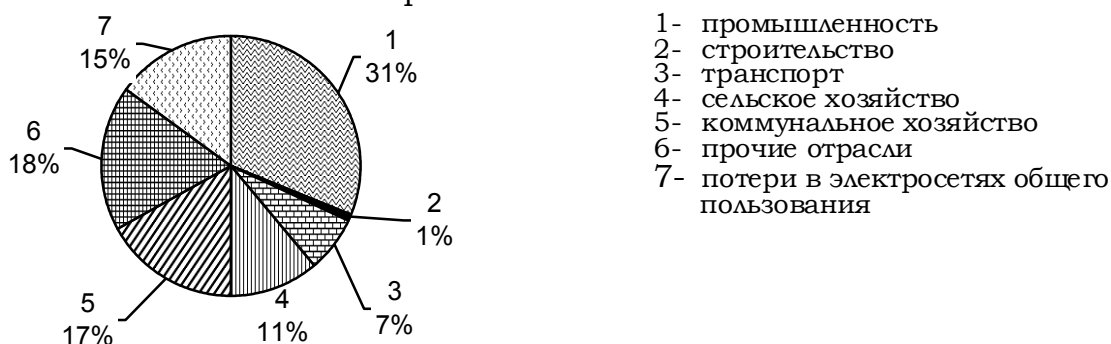 7
15%
1
31%
6
18%
2
1%
5
17%
4
11%
3
7%
1- промышленность
2- строительство
3- транспорт
4- сельское хозяйство
5- коммунальное хозяйство
6- прочие отрасли
7- потери в электросетях общего
пользования